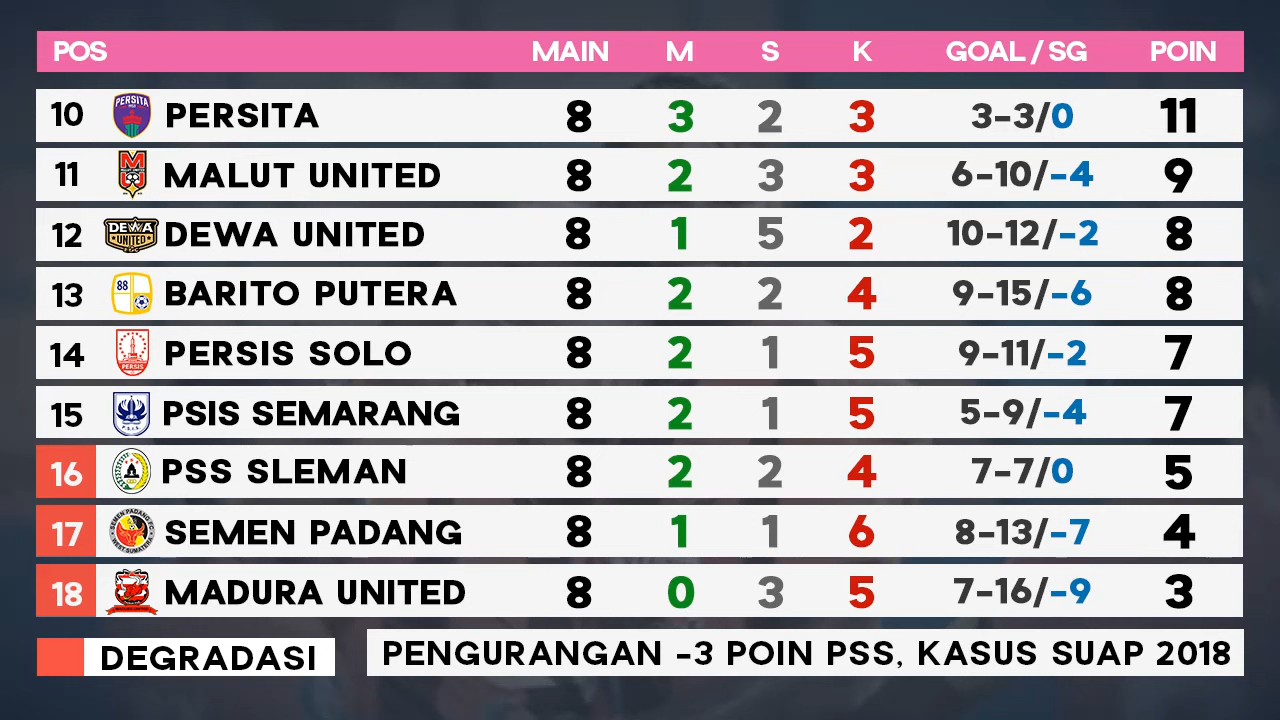 POS MAIN M S K GOAL / SG POIN
10 PERSITA 8 3 2 3 3-3/0 11
11 MALUT UNITED 8 2 3 3 6-10/-4 9
12 DEWA UNITED DEWA UNITED 8 1 5 2 10-12/-2 8
13 88 BARITO PUTERA 8 2 2 4 9-15/-6 8
14 PERSIS PERSIS SOLO 8 2 1 5 9-11/-2 7
15 PSIS PSIS SEMARANG 8 2 1 5 5-9/-4 7
16 PSS SLEMAN 8 2 2 4 7-7/0 5
17 SEMEN PADANG 8 1 1 6 8-13/-7 4
18 MADURA UNITED 8 0 3 5 7-16/-9 3
DEGRADASI PENGURANGAN -3 POIN PSS, KASUS SUAP 2018